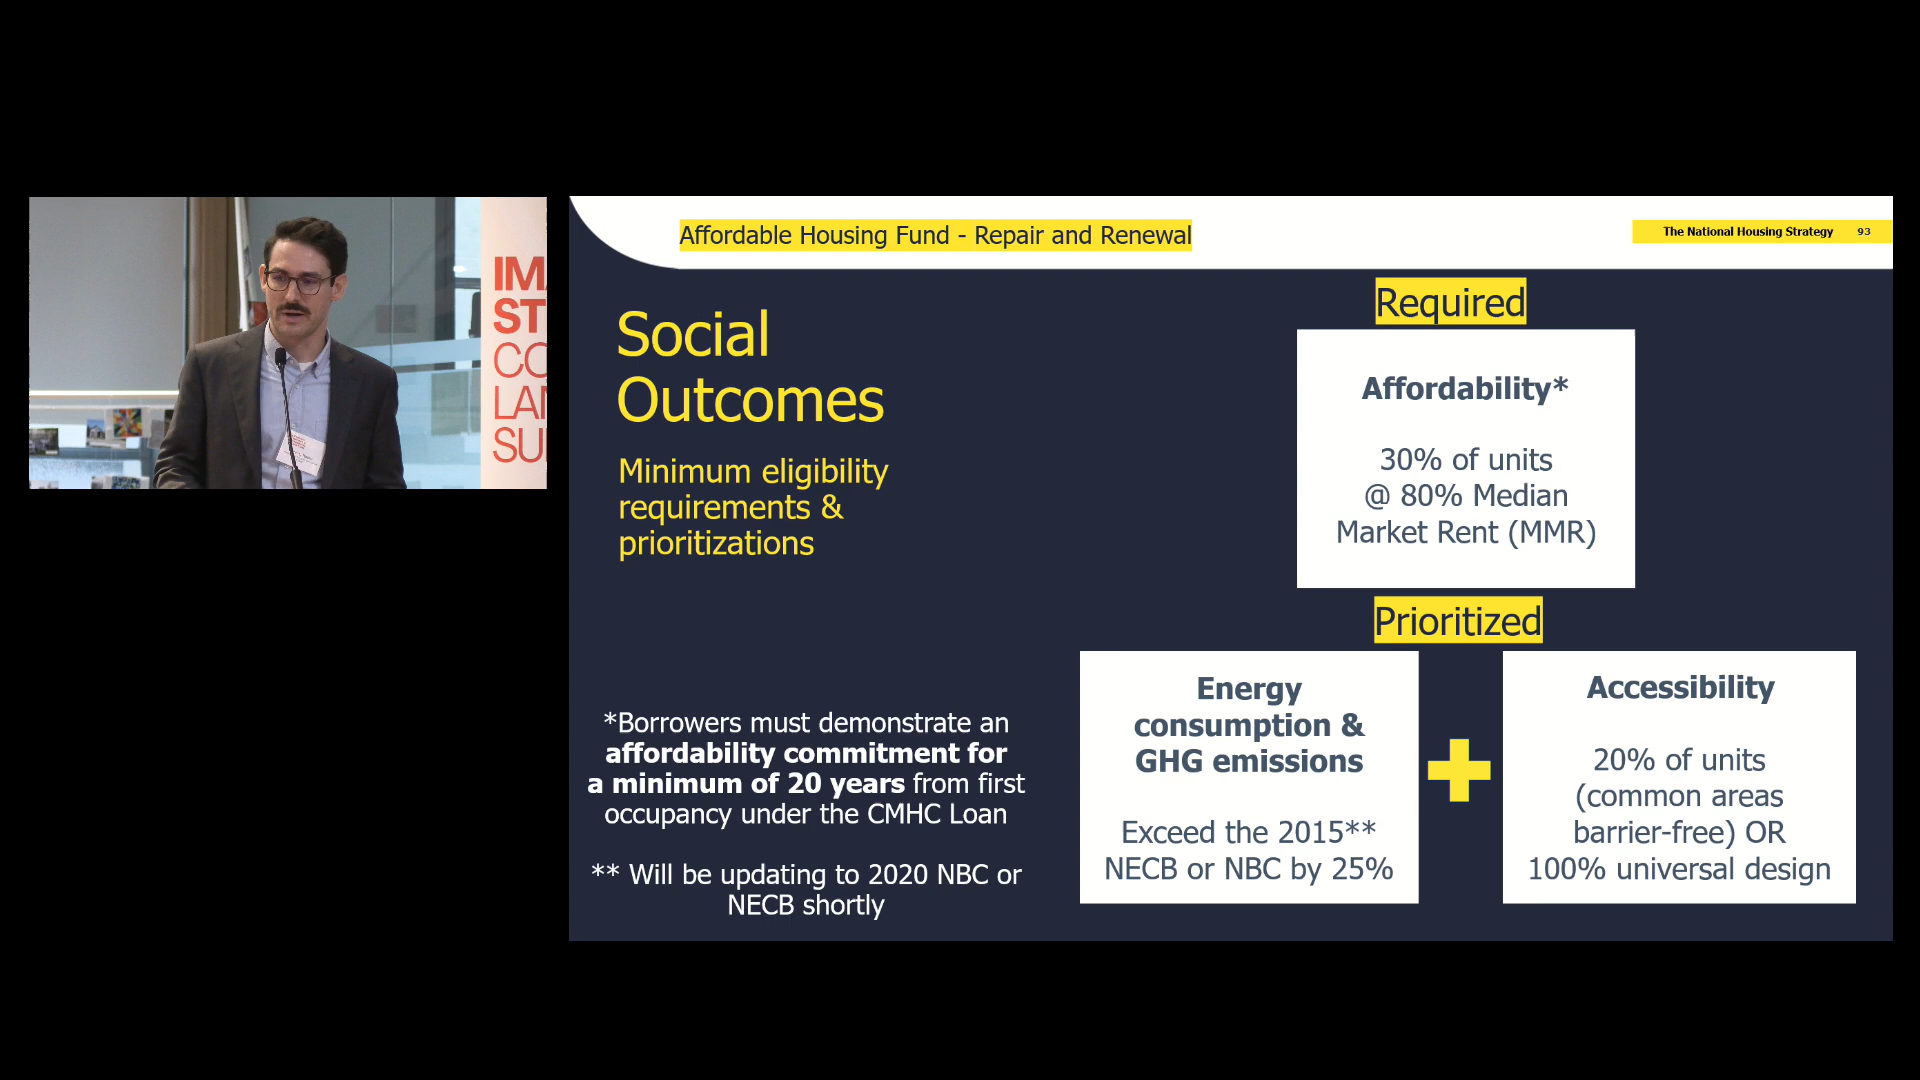 IM
ST
CO
LAN
SU
Affordable Housing Fund - Repair and Renewal
The National Housing Strategy 93
Social
Outcomes
Minimum eligibility
requirements &
prioritizations
*Borrowers must demonstrate an
affordability commitment for
a minimum of 20 years from first
occupancy under the CMHC Loan
** Will be updating to 2020 NBC or
NECB shortly
Required
Affordability*
30% of units
@ 80% Median
Market Rent (MMR)
Prioritized
Energy
consumption &
GHG emissions
Exceed the 2015**
NECB or NBC by 25%
Accessibility
20% of units
(common areas
barrier-free) OR
100% universal design